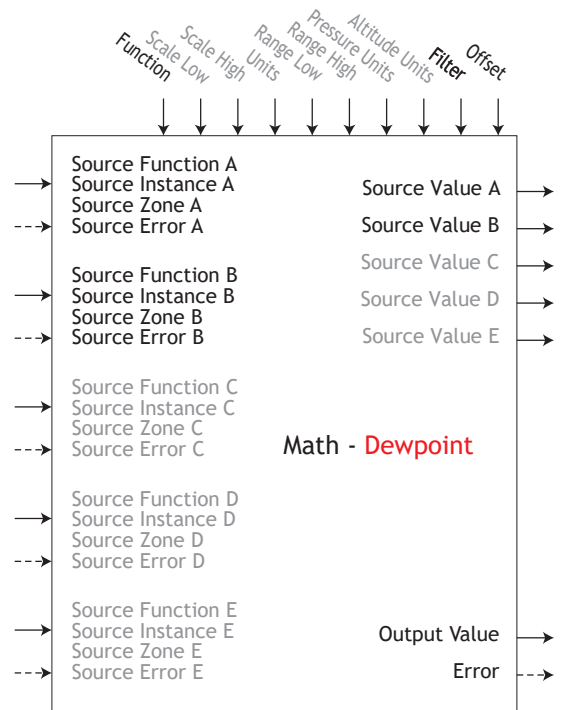 Function
Scale Low
Scale High
Units
Range Low
Range High
Pressure Units
Altitude Units
Filter
Offset
Source Function A
Source Instance A
Source Zone A
Source Error A
Source Function B
Source Instance B
Source Zone B
Source Error B
Source Function C
Source Instance C
Source Zone C
Source Error C
Source Function D
Source Instance D
Source Zone D
Source Error D
Source Function E
Source Instance E
Source Zone E
Source Error E
Source Value A
Source Value B
Source Value C
Source Value D
Source Value E
Math - Dewpoint
Output Value
Error